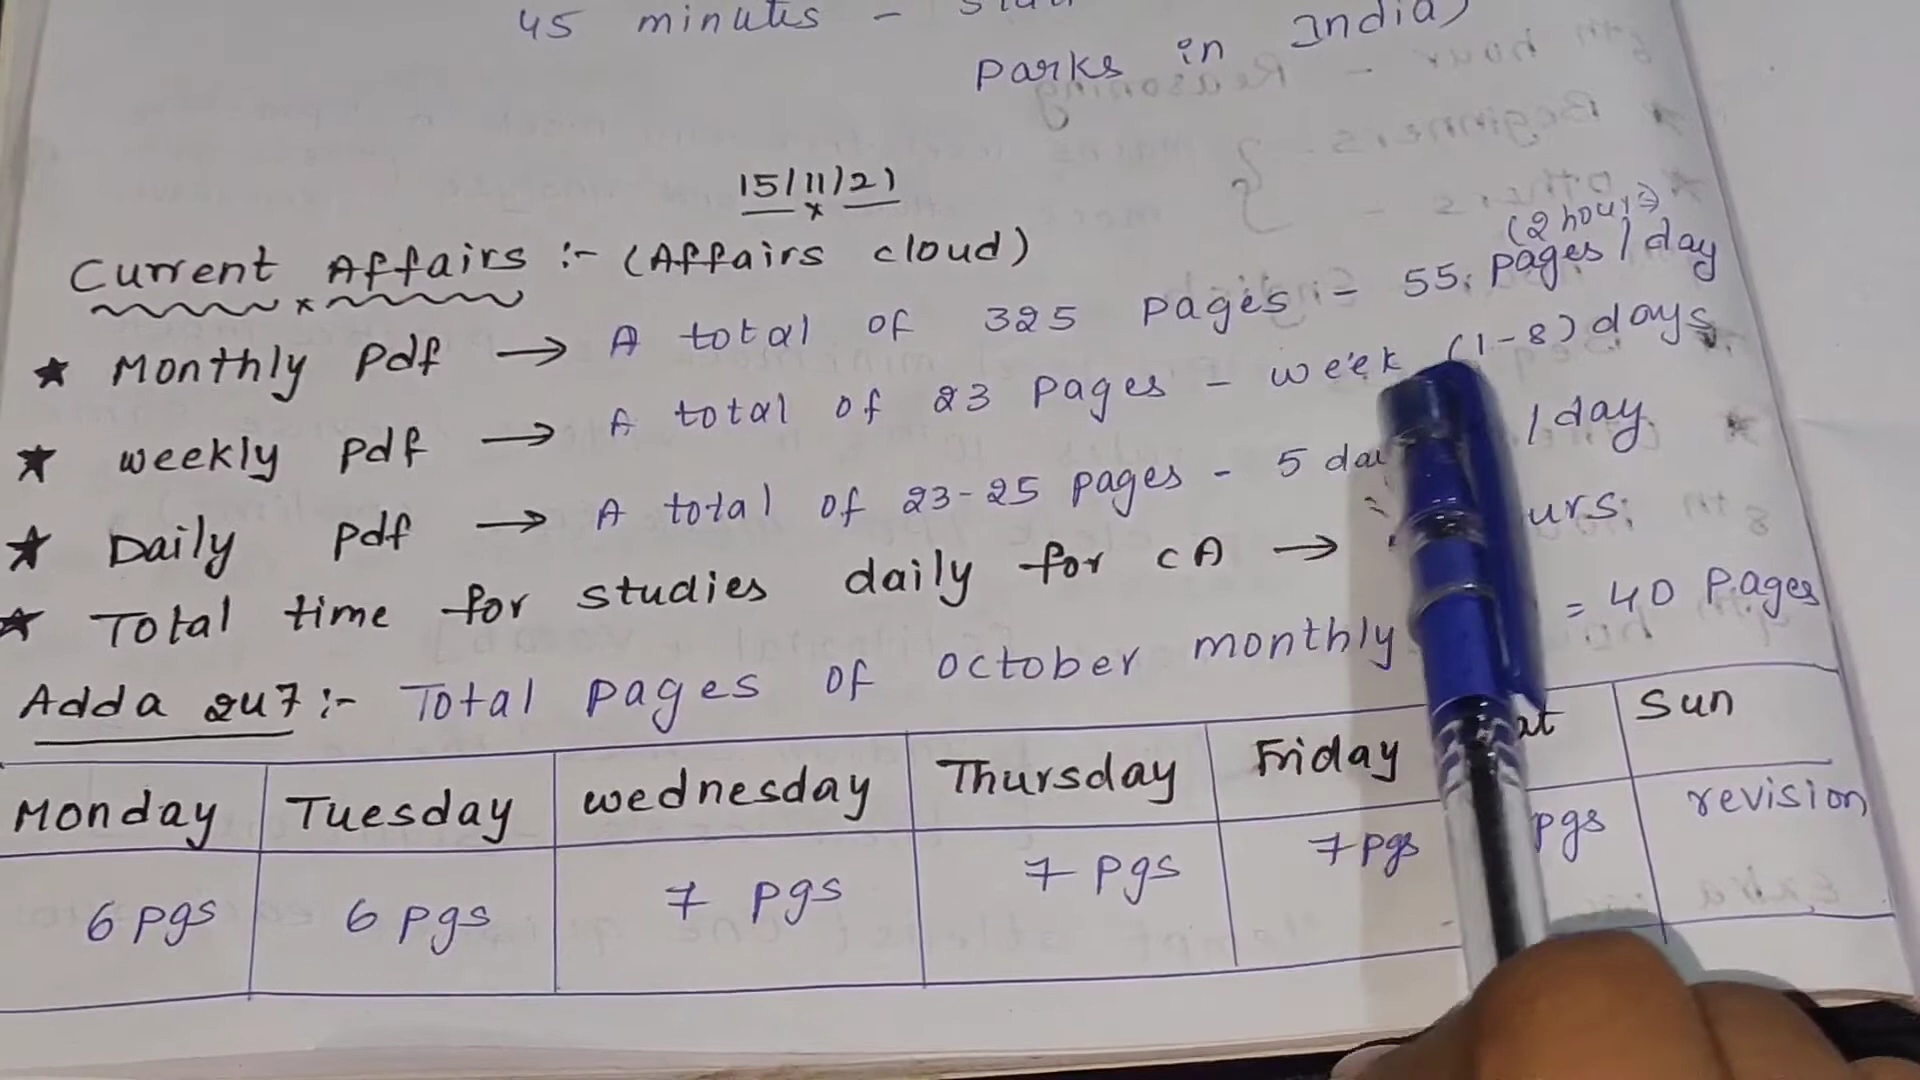 45 minutes -
Parks in India)
15/11/21
Current Affairs :- (Affairs cloud)
(2 hours)
★ Monthly Pdf → A total of 325 pages - 55 pages / day
★ weekly pdf → A total of 23 pages - week (1-8) days
★ Daily pdf → A total of 23-25 pages - 5 / day
★ Total time for studies daily for CA →
Adda 247 :- Total pages of october monthly = 40 Pages
Monday Tuesday wednesday Thursday Friday Sun
6 pgs 6 pgs 7 pgs 7 pgs 7 pgs pgs revision